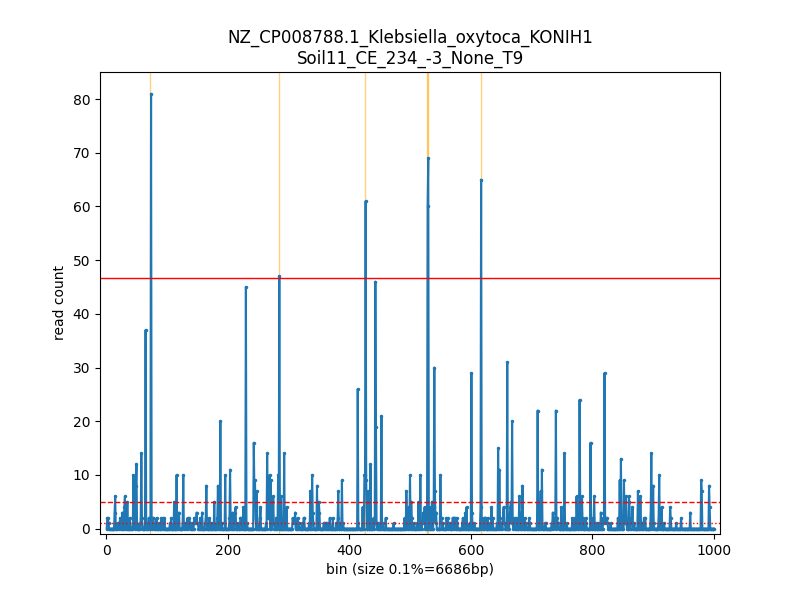 NZ_CP008788.1_Klebsiella_oxytoca_KONIH1
Soil11_CE_234_-3_None_T9
80
70
60
50
40
30
20
10
0
read count
0 200 400 600 800 1000
bin (size 0.1%=6686bp)